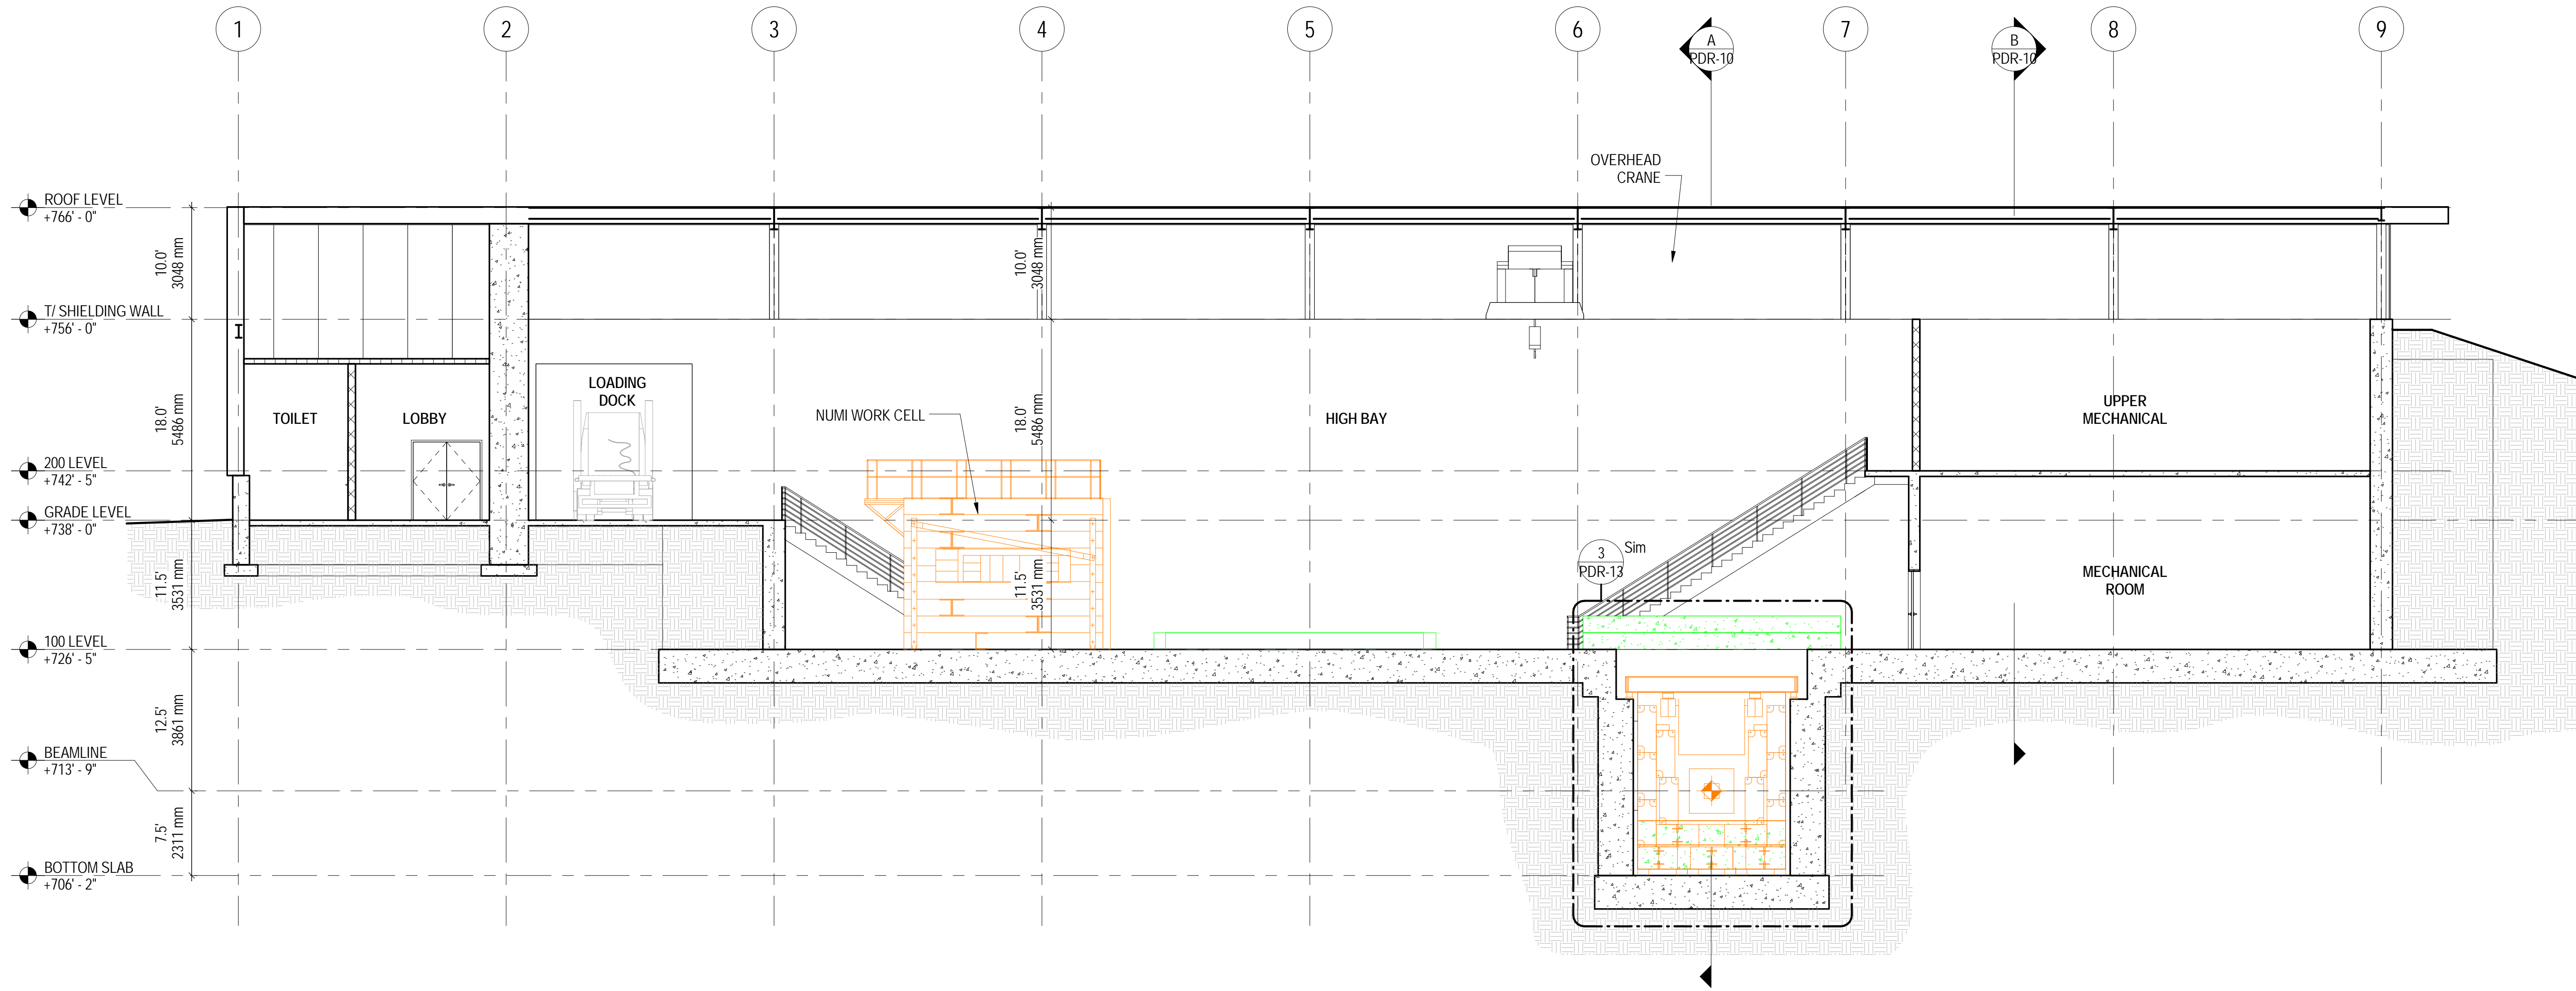 1
2
3
4
5
6
A
PDR-10
7
B
PDR-10
8
9
OVERHEAD
CRANE
ROOF LEVEL
+766' - 0"
10.0'
3048 mm
10.0'
3048 mm
T/ SHIELDING WALL
+756' - 0"
LOADING
DOCK
TOILET
LOBBY
NUMI WORK CELL
HIGH BAY
UPPER
MECHANICAL
18.0'
5486 mm
18.0'
5486 mm
200 LEVEL
+742' - 5"
GRADE LEVEL
+738' - 0"
3
PDR-13
Sim
11.5'
3531 mm
11.5'
3531 mm
MECHANICAL
ROOM
100 LEVEL
+726' - 5"
12.5'
3861 mm
BEAMLINE
+713' - 9"
7.5'
2311 mm
BOTTOM SLAB
+706' - 2"